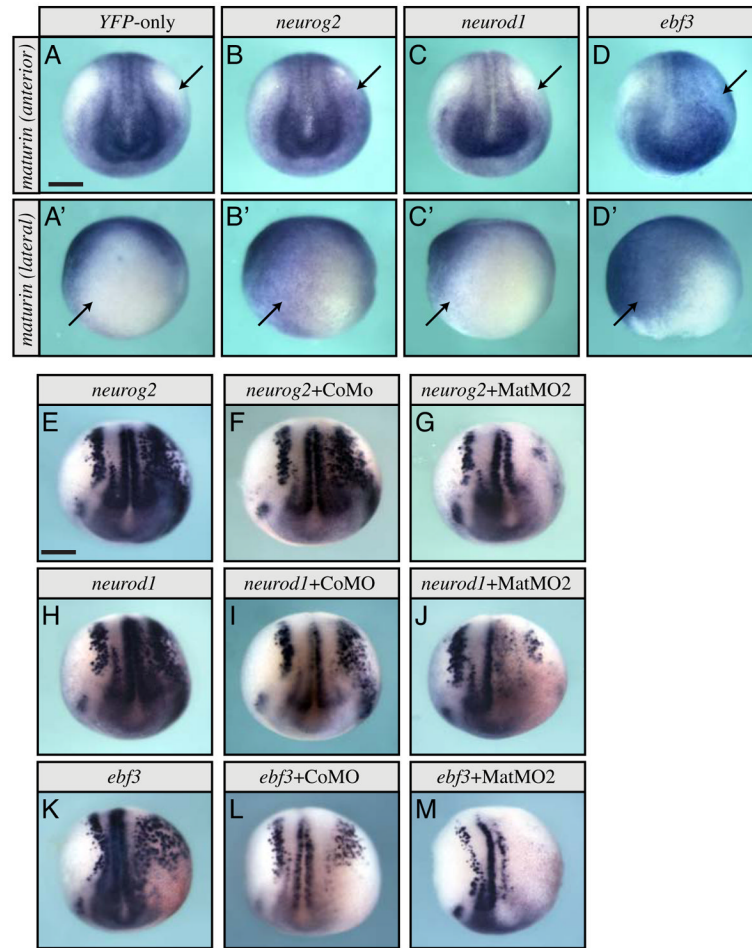 YFP-only
neurog2
neurod1
ebf3
maturin (anterior)
A
B
C
D
maturin (lateral)
A'
B'
C'
D'
neurog2
neurog2+CoMo
neurog2+MatMO2
E
F
G
neurod1
neurod1+CoMO
neurod1+MatMO2
H
I
J
ebf3
ebf3+CoMO
ebf3+MatMO2
K
L
M